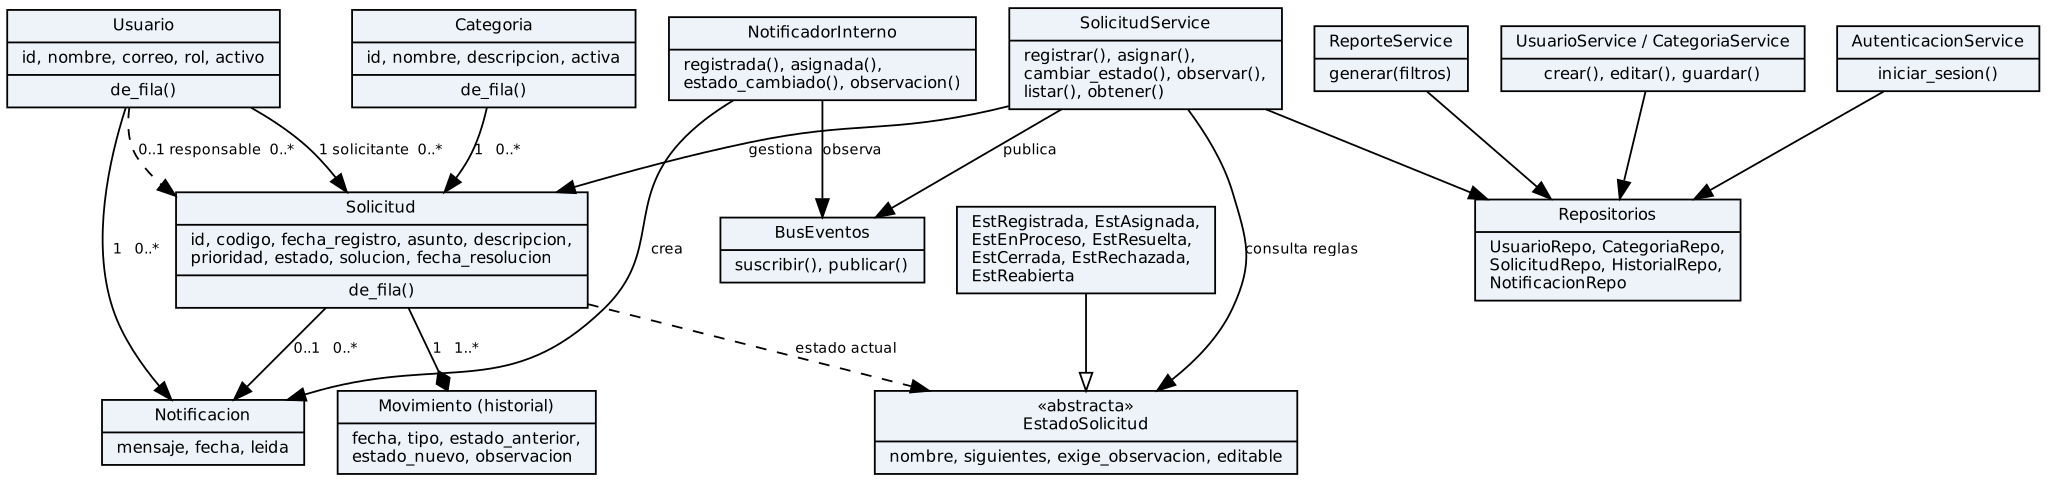 Usuario
id, nombre, correo, rol, activo
de_fila()
Categoria
id, nombre, descripcion, activa
de_fila()
NotificadorInterno
registrada(), asignada(),
estado_cambiado(), observacion()
SolicitudService
registrar(), asignar(),
cambiar_estado(), observar(),
listar(), obtener()
ReporteService
generar(filtros)
UsuarioService / CategoriaService
crear(), editar(), guardar()
AutenticacionService
iniciar_sesion()
0..1 responsable 0..*
1 solicitante 0..*
1 0..*
gestiona
observa
publica
Solicitud
id, codigo, fecha_registro, asunto, descripcion,
prioridad, estado, solucion, fecha_resolucion
de_fila()
1 0..*
crea
BusEventos
suscribir(), publicar()
EstRegistrada, EstAsignada,
EstEnProceso, EstResuelta,
EstCerrada, EstRechazada,
EstReabierta
consulta reglas
Repositorios
UsuarioRepo, CategoriaRepo,
SolicitudRepo, HistorialRepo,
NotificacionRepo
0..1 0..*
1 1..*
estado actual
Notificacion
mensaje, fecha, leida
Movimiento (historial)
fecha, tipo, estado_anterior,
estado_nuevo, observacion
«abstracta»
EstadoSolicitud
nombre, siguientes, exige_observacion, editable